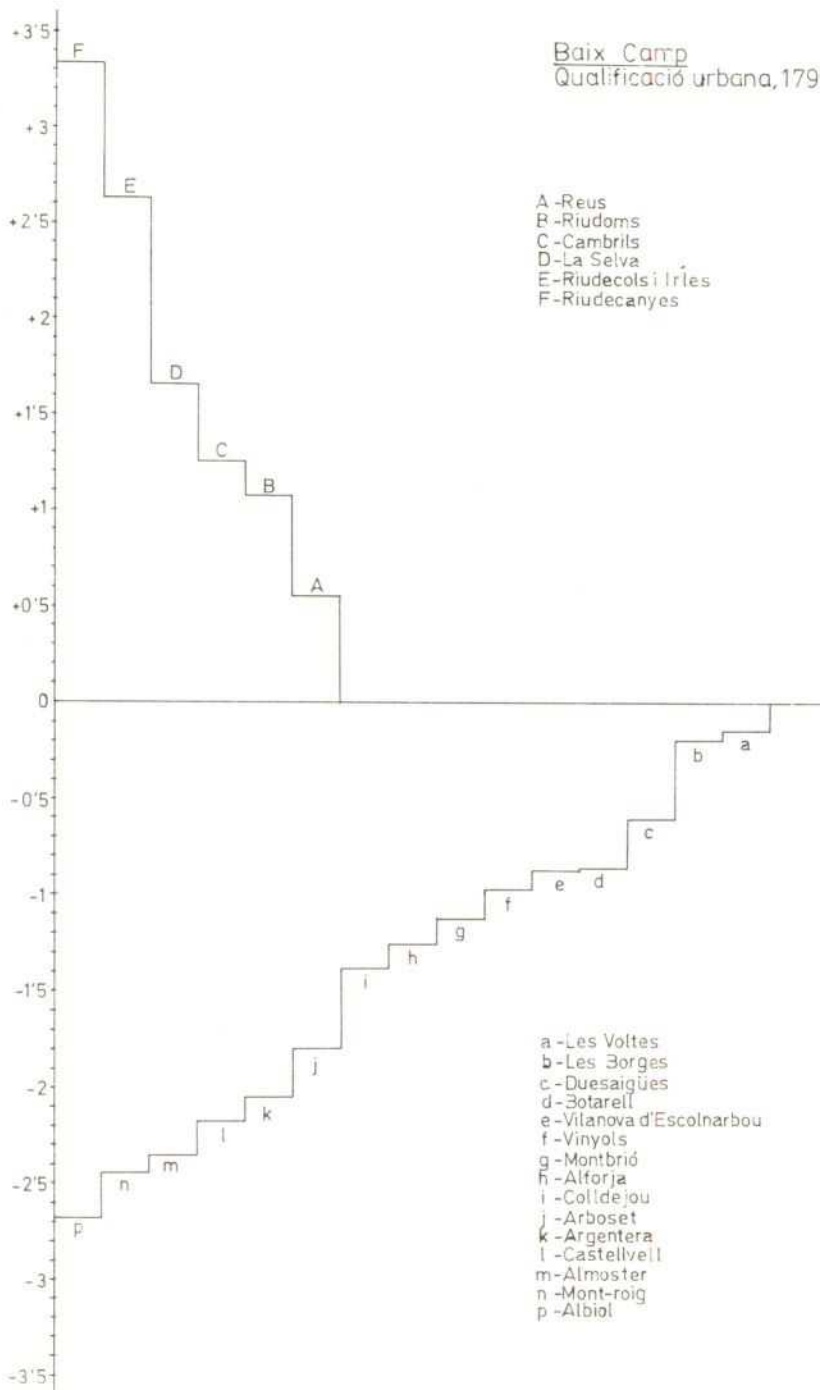 Baix Camp
Qualificació urbana, 179
+3'5
+3
+2'5
+2
+1'5
+1
+0'5
0
-0'5
-1
-1'5
-2
-2'5
-3
-3'5
F
E
D
C
B
A
A-Reus
B-Riudoms
C-Cambrils
D-La Selva
E-Riudecols i Irles
F-Riudecanyes
a
b
c
d
e
f
g
h
i
j
k
l
m
n
p
a-Les Voltes
b-Les Borges
c-Duesaigües
d-Botarell
e-Vilanova d'Escolnarbou
f-Vinyols
g-Montbrió
h-Alforja
i-Colldejou
j-Arboset
k-Argentera
l-Castellvell
m-Almoster
n-Mont-roig
p-Albiol